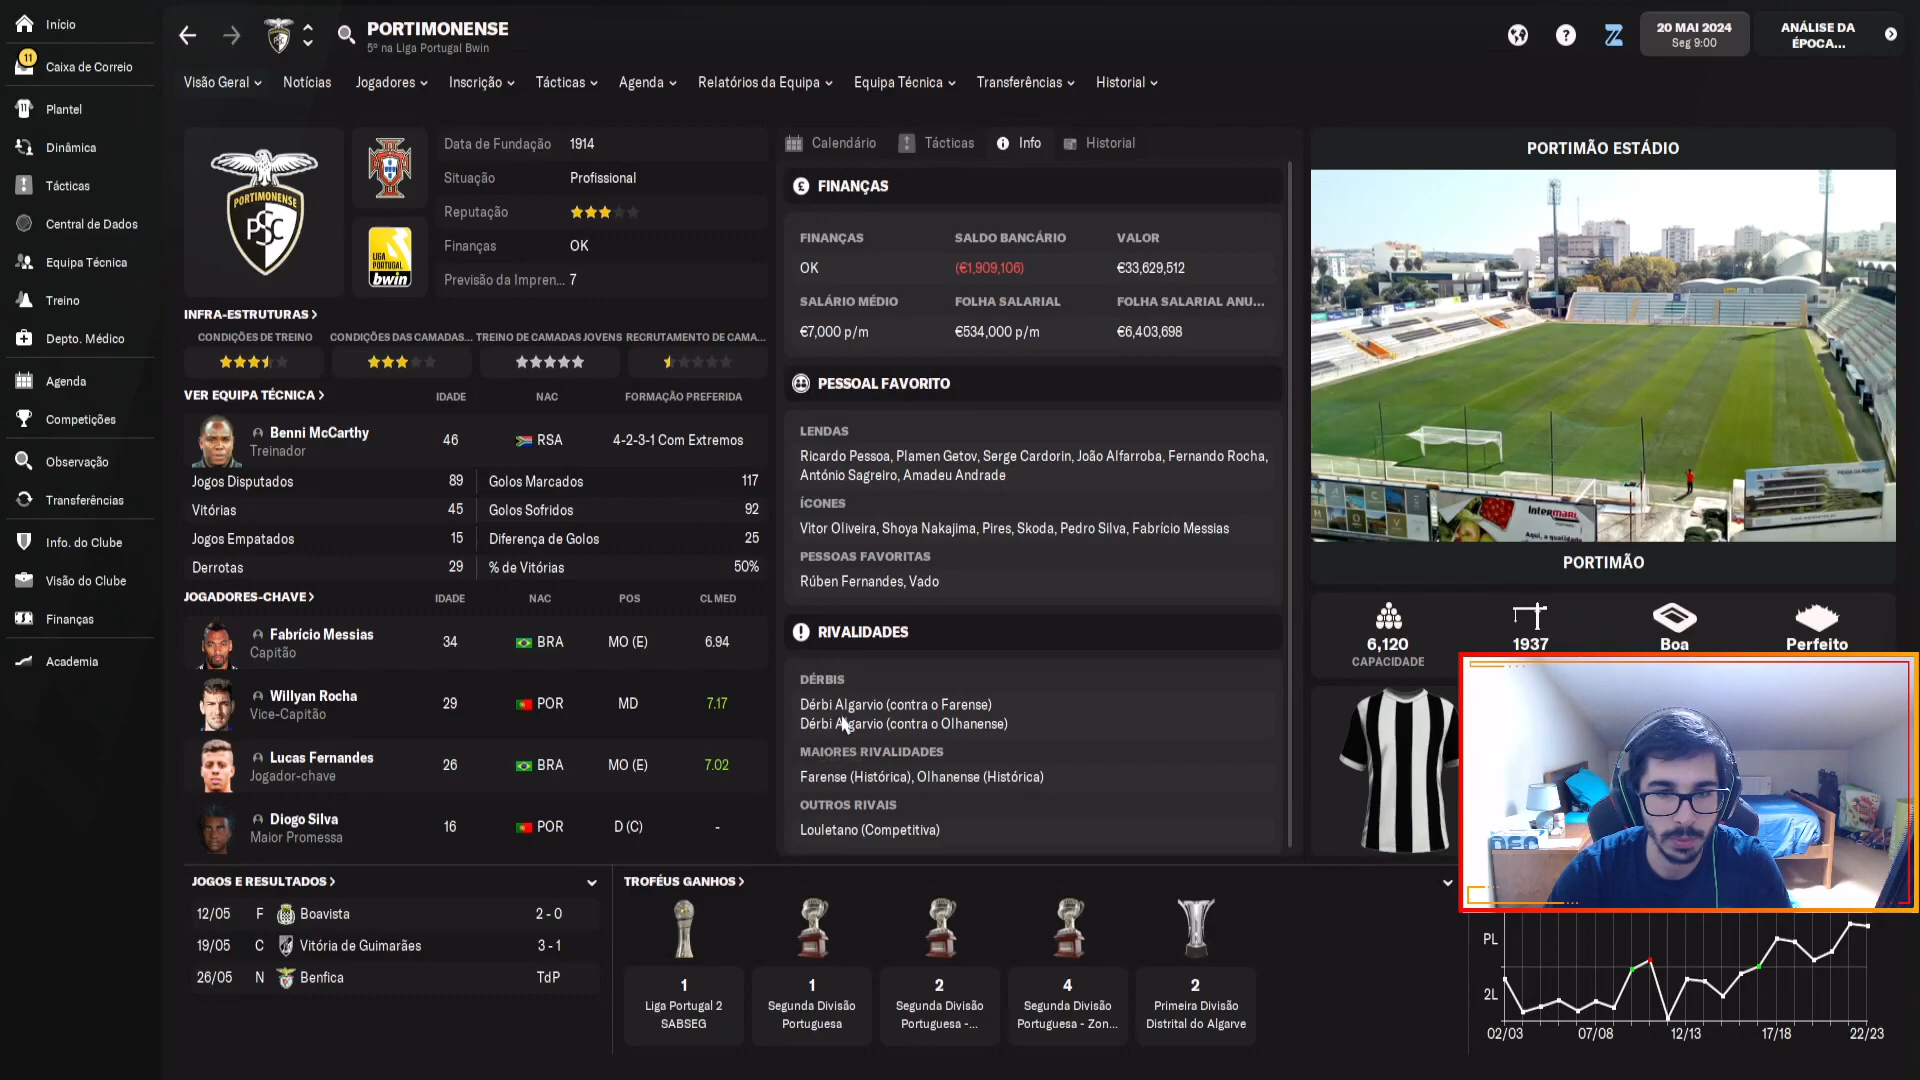 Início
11
Caixa de Correio
Plantel
Dinâmica
Tácticas
Central de Dados
Equipa Técnica
Treino
Depto. Médico
Agenda
Competições
Observação
Transferências
Info. do Clube
Visão do Clube
Finanças
Academia
PORTIMONENSE
5º na Liga Portugal Bwin
20 MAI 2024
Seg 9:00
ANÁLISE DA
ÉPOCA...
Visão Geral
Notícias
Jogadores
Inscrição
Tácticas
Agenda
Relatórios da Equipa
Equipa Técnica
Transferências
Historial
PORTIMONENSE
PSC
LIGA
PORTUGAL
bwin
Data de Fundação 1914
Situação Profissional
Reputação
Finanças OK
Previsão da Impren... 7
INFRA-ESTRUTURAS >
CONDIÇÕES DE TREINO
CONDIÇÕES DAS CAMADAS...
TREINO DE CAMADAS JOVENS
RECRUTAMENTO DE CAMA...
VER EQUIPA TÉCNICA > IDADE NAC FORMAÇÃO PREFERIDA
Benni McCarthy 46 RSA 4-2-3-1 Com Extremos
Treinador
Jogos Disputados 89 Golos Marcados 117
Vitórias 45 Golos Sofridos 92
Jogos Empatados 15 Diferença de Golos 25
Derrotas 29 % de Vitórias 50%
JOGADORES-CHAVE > IDADE NAC POS CL MED
Fabrício Messias 34 BRA MO (E) 6.94
Capitão
Willyan Rocha 29 POR MD 7.17
Vice-Capitão
Lucas Fernandes 26 BRA MO (E) 7.02
Jogador-chave
Diogo Silva 16 POR D (C) -
Maior Promessa
Calendário
Tácticas
Info
Historial
FINANÇAS
FINANÇAS SALDO BANCÁRIO VALOR
OK (€1,909,106) €33,629,512
SALÁRIO MÉDIO FOLHA SALARIAL FOLHA SALARIAL ANU...
€7,000 p/m €534,000 p/m €6,403,698
PESSOAL FAVORITO
LENDAS
Ricardo Pessoa, Plamen Getov, Serge Cardorin, João Alfarroba, Fernando Rocha,
António Sagreiro, Amadeu Andrade
ÍCONES
Vítor Oliveira, Shoya Nakajima, Pires, Skoda, Pedro Silva, Fabrício Messias
PESSOAS FAVORITAS
Rúben Fernandes, Vado
RIVALIDADES
DÉRBIS
Dérbi Algarvio (contra o Farense)
Dérbi Algarvio (contra o Olhanense)
MAIORES RIVALIDADES
Farense (Histórica), Olhanense (Histórica)
OUTROS RIVAIS
Louletano (Competitiva)
PORTIMÃO ESTÁDIO
PORTIMÃO
6,120
CAPACIDADE
1937
Boa
Perfeito
JOGOS E RESULTADOS >
12/05 F Boavista 2 - 0
19/05 C Vitória de Guimarães 3 - 1
26/05 N Benfica TdP
TROFÉUS GANHOS >
1
Liga Portugal 2
SABSEG
1
Segunda Divisão
Portuguesa
2
Segunda Divisão
Portuguesa -...
4
Segunda Divisão
Portuguesa - Zon...
2
Primeira Divisão
Distrital do Algarve
PL
2L
02/03 07/08 12/13 17/18 22/23